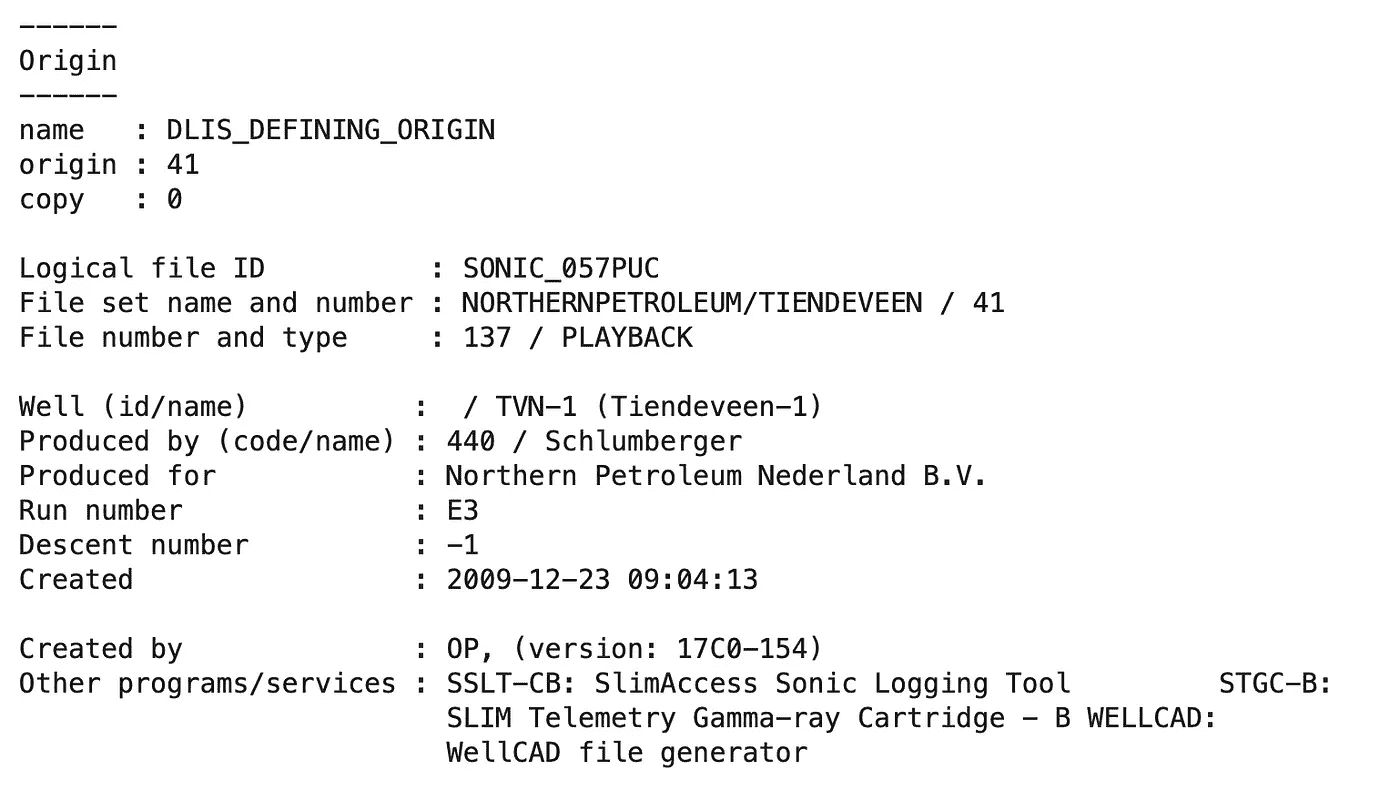 ------
Origin
------
name   : DLIS_DEFINING_ORIGIN
origin : 41
copy   : 0

Logical file ID          : SONIC_057PUC
File set name and number : NORTHERNPETROLEUM/TIENDEVEEN / 41
File number and type     : 137 / PLAYBACK

Well (id/name)          :  / TVN-1 (Tiendeveen-1)
Produced by (code/name) : 440 / Schlumberger
Produced for            : Northern Petroleum Nederland B.V.
Run number              : E3
Descent number          : -1
Created                 : 2009-12-23 09:04:13

Created by              : OP, (version: 17C0-154)
Other programs/services : SSLT-CB: SlimAccess Sonic Logging Tool         STGC-B:
                          SLIM Telemetry Gamma-ray Cartridge - B WELLCAD:
                          WellCAD file generator